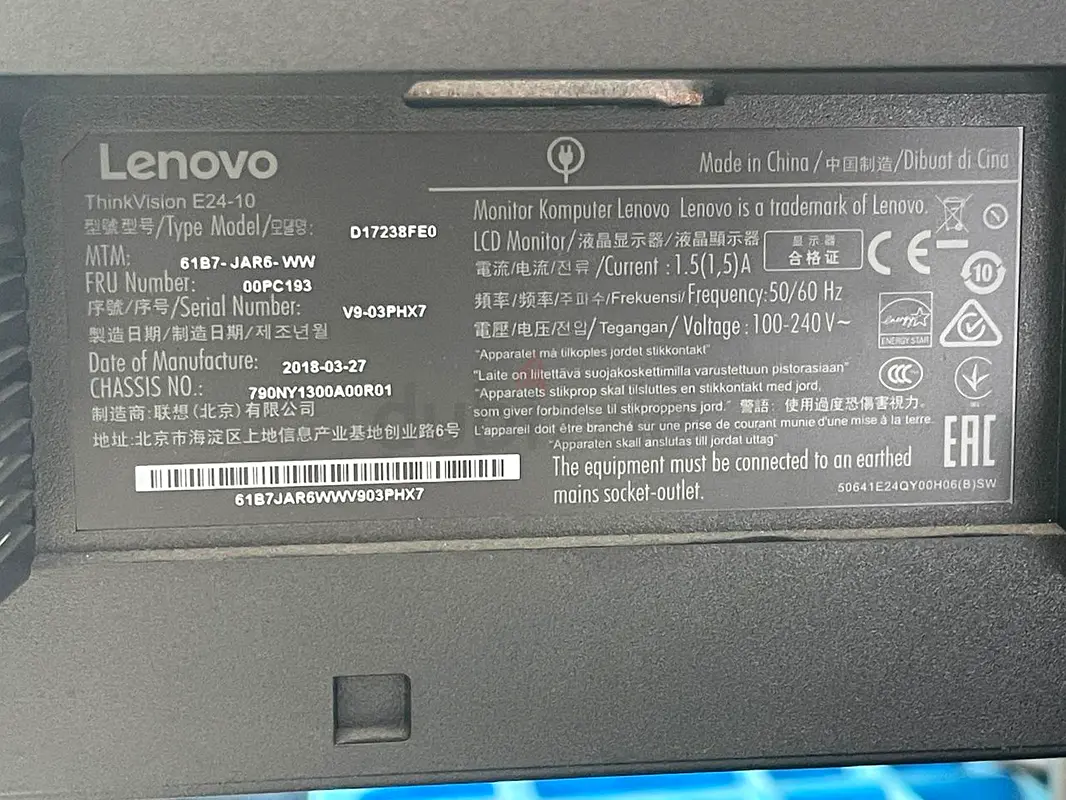 Lenovo
ThinkVision E24-10
型號型号/Type Model/모델명: D17238FE0
MTM: 61B7- JAR6- WW
FRU Number: 00PC193
序號/序号/Serial Number: V9-03PHX7
製造日期/制造日期/제조년월
Date of Manufacture: 2018-03-27
CHASSIS NO.: 790NY1300A00R01
制造商:联想(北京)有限公司
地址:北京市海淀区上地信息产业基地创业路6号
61B7JAR6WWV903PHX7
Made in China/中国制造/Dibuat di Cina
Monitor Komputer Lenovo Lenovo is a trademark of Lenovo.
LCD Monitor/液晶显示器/液晶顯示器
显示器
合格证
電流/电流/전류/Current :1.5(1,5)A
頻率/频率/주파수/Frekuensi/Frequency:50/60 Hz
電壓/电压/전압/Tegangan/Voltage :100-240V~
"Apparatet må tilkoples jordet stikkontakt"
"Laite on liitettävä suojakoskettimilla varustettuun pistorasiaan"
"Apparatets stikprop skal tilsluttes en stikkontakt med jord,
som giver forbindelse til stikproppens jord." 警語: 使用過度恐傷害視力.
L'appareil doit être branché sur une prise de courant munie d'une mise à la terre.
"Apparaten skall anslutas till jordat uttag"
The equipment must be connected to an earthed
mains socket-outlet.
50641E24QY00H06(B)SW
CE
10
energy
ENERGY STAR
CCC
EAC